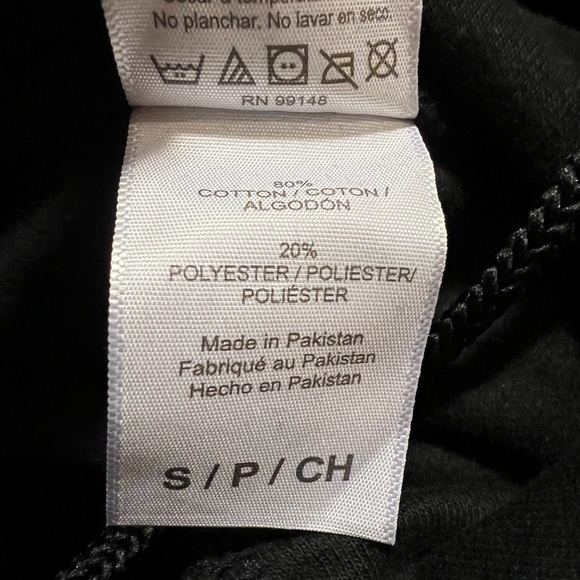 No planchar. No lavar en seco.
RN 99148
80%
COTTON / COTON /
ALGODÓN
20%
POLYESTER / POLIESTER/
POLIÉSTER
Made in Pakistan
Fabriqué au Pakistan
Hecho en Pakistan
S / P / CH